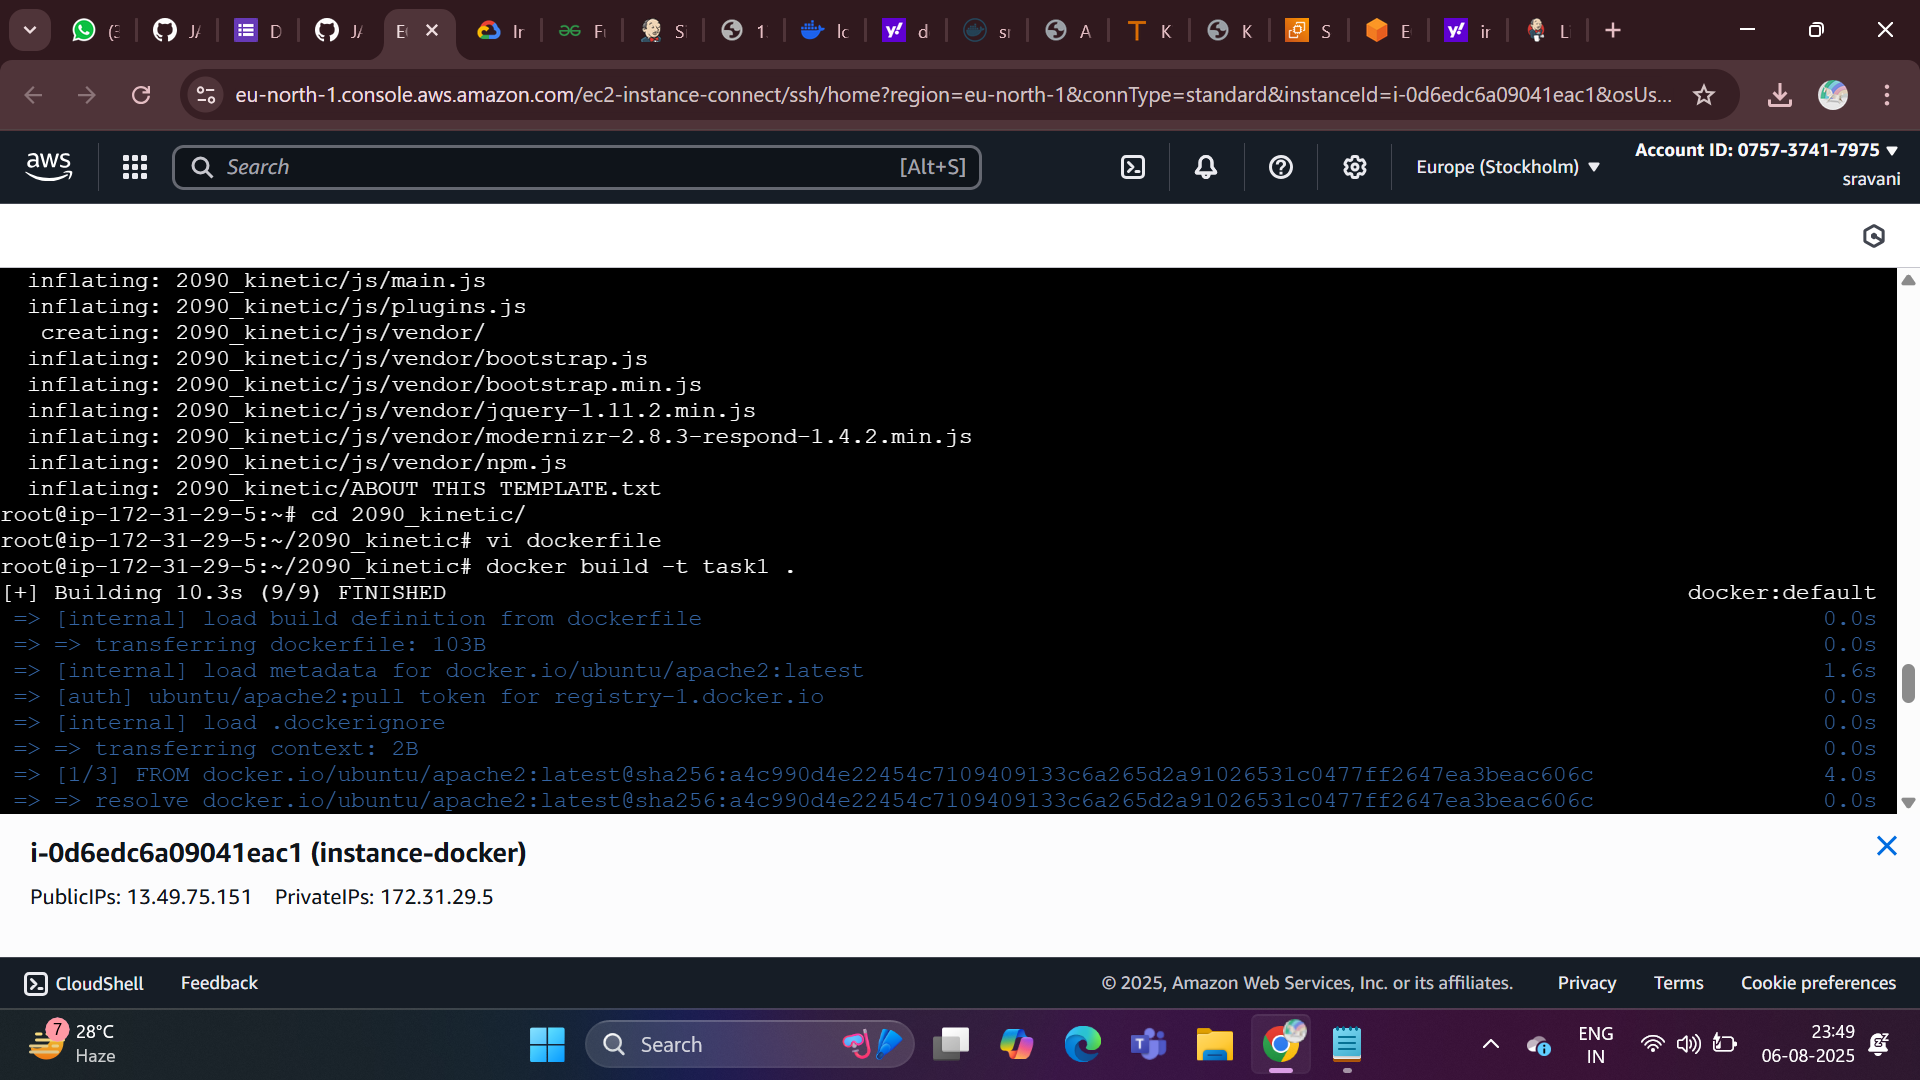 (3
JA
D
JA
E
In
Fu
Si
1
lo
d
sr
A
K
K
S
E
in
Li
eu-north-1.console.aws.amazon.com/ec2-instance-connect/ssh/home?region=eu-north-1&connType=standard&instanceId=i-0d6edc6a09041eac1&osUs...
aws
Search
[Alt+S]
Europe (Stockholm) ▼
Account ID: 0757-3741-7975 ▼
sravani
inflating: 2090_kinetic/js/main.js
inflating: 2090_kinetic/js/plugins.js
creating: 2090_kinetic/js/vendor/
inflating: 2090_kinetic/js/vendor/bootstrap.js
inflating: 2090_kinetic/js/vendor/bootstrap.min.js
inflating: 2090_kinetic/js/vendor/jquery-1.11.2.min.js
inflating: 2090_kinetic/js/vendor/modernizr-2.8.3-respond-1.4.2.min.js
inflating: 2090_kinetic/js/vendor/npm.js
inflating: 2090_kinetic/ABOUT THIS TEMPLATE.txt
root@ip-172-31-29-5:~# cd 2090_kinetic/
root@ip-172-31-29-5:~/2090_kinetic# vi dockerfile
root@ip-172-31-29-5:~/2090_kinetic# docker build -t task1 .
[+] Building 10.3s (9/9) FINISHED docker:default
=> [internal] load build definition from dockerfile 0.0s
=> => transferring dockerfile: 103B 0.0s
=> [internal] load metadata for docker.io/ubuntu/apache2:latest 1.6s
=> [auth] ubuntu/apache2:pull token for registry-1.docker.io 0.0s
=> [internal] load .dockerignore 0.0s
=> => transferring context: 2B 0.0s
=> [1/3] FROM docker.io/ubuntu/apache2:latest@sha256:a4c990d4e22454c7109409133c6a265d2a91026531c0477ff2647ea3beac606c 4.0s
=> => resolve docker.io/ubuntu/apache2:latest@sha256:a4c990d4e22454c7109409133c6a265d2a91026531c0477ff2647ea3beac606c 0.0s
i-0d6edc6a09041eac1 (instance-docker)
PublicIPs: 13.49.75.151 PrivateIPs: 172.31.29.5
CloudShell
Feedback
© 2025, Amazon Web Services, Inc. or its affiliates.
Privacy
Terms
Cookie preferences
7
28°C
Haze
Search
ENG
IN
23:49
06-08-2025